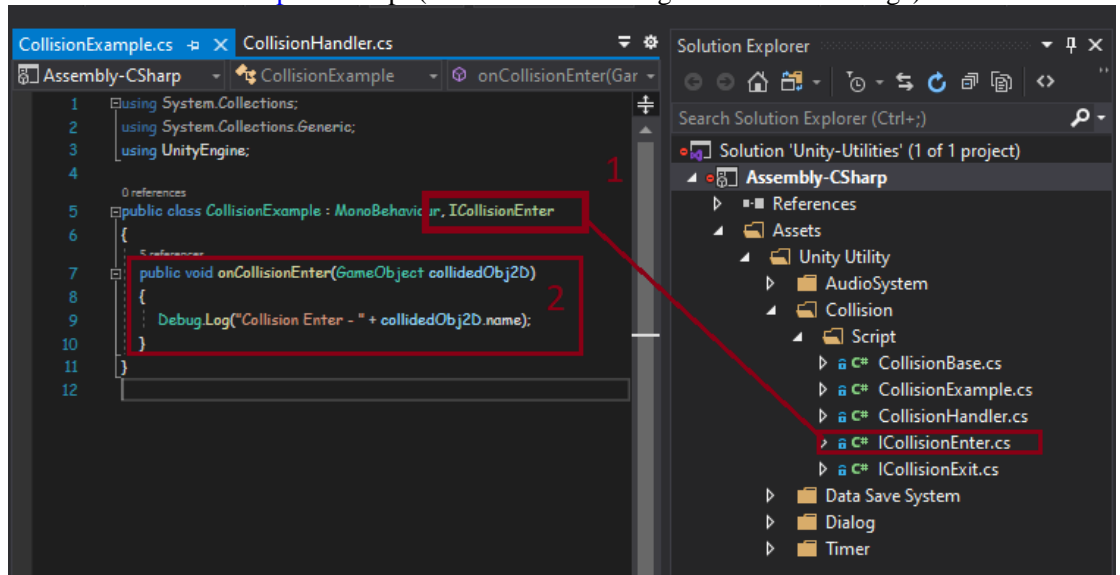 CollisionExample.cs CollisionHandler.cs
Assembly-CSharp CollisionExample onCollisionEnter(Gar
1 using System.Collections;
2 using System.Collections.Generic;
3 using UnityEngine;
4
0 references
5 public class CollisionExample : MonoBehaviour, ICollisionEnter
6 {
5 references
7 public void onCollisionEnter(GameObject collidedObj2D)
8 {
9 Debug.Log("Collision Enter - " + collidedObj2D.name);
10 }
11 }
12
1
2
Solution Explorer
Search Solution Explorer (Ctrl+;)
Solution 'Unity-Utilities' (1 of 1 project)
Assembly-CSharp
References
Assets
Unity Utility
AudioSystem
Collision
Script
C# CollisionBase.cs
C# CollisionExample.cs
C# CollisionHandler.cs
C# ICollisionEnter.cs
C# ICollisionExit.cs
Data Save System
Dialog
Timer